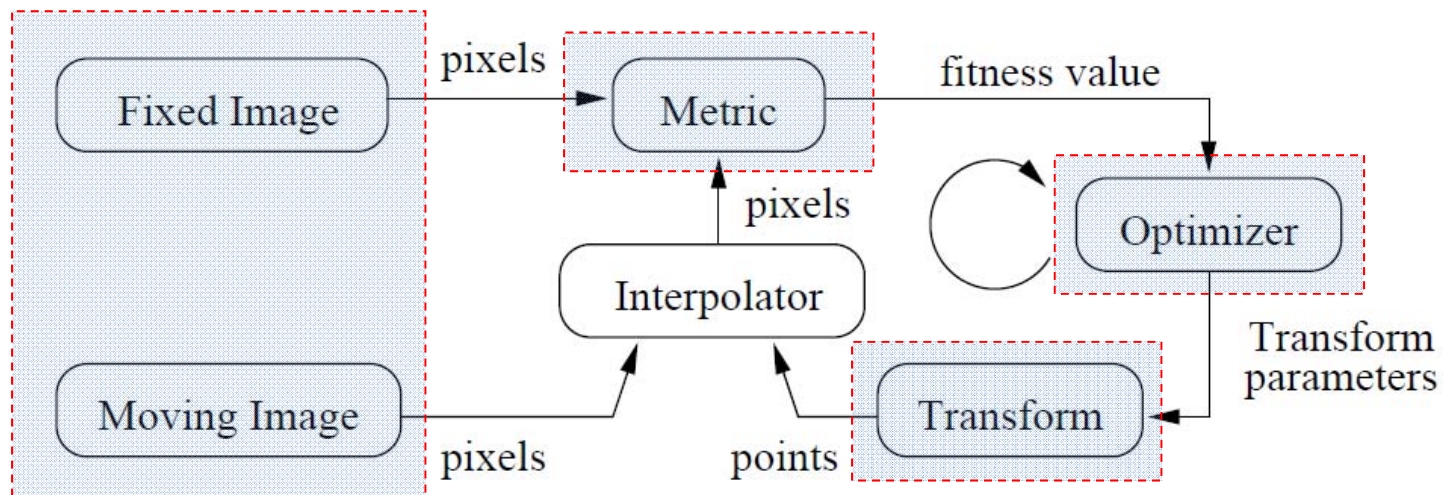 pixels
fitness value
Fixed Image
Metric
pixels
Optimizer
Interpolator
Transform
parameters
Moving Image
Transform
pixels
points